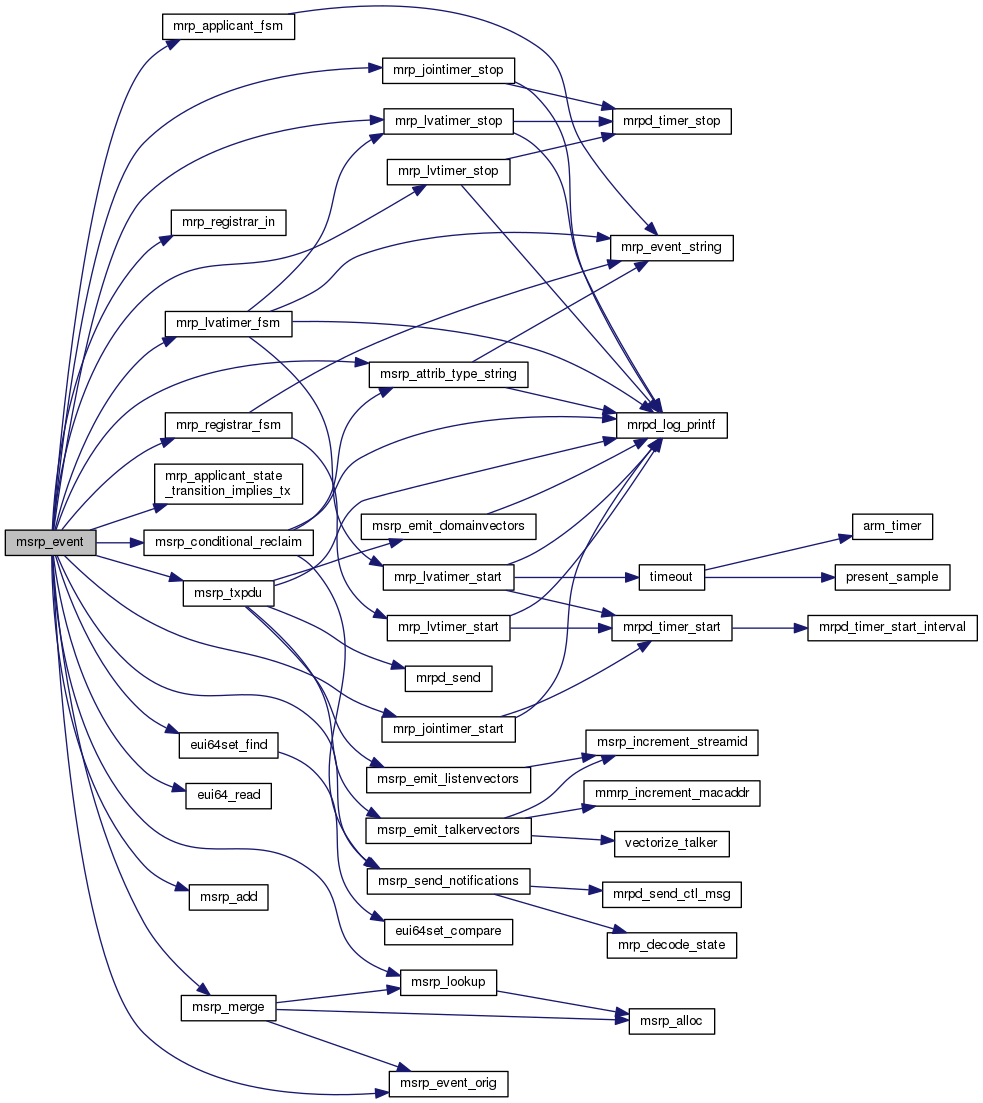 mrp_applicant_fsm
mrp_jointimer_stop
mrp_lvatimer_stop
mrpd_timer_stop
mrp_lvtimer_stop
mrp_registrar_in
mrp_event_string
mrp_lvatimer_fsm
msrp_attrib_type_string
mrp_registrar_fsm
mrpd_log_printf
mrp_applicant_state
_transition_implies_tx
msrp_emit_domainvectors
arm_timer
msrp_event
msrp_conditional_reclaim
mrp_lvatimer_start
timeout
present_sample
msrp_txpdu
mrp_lvtimer_start
mrpd_timer_start
mrpd_timer_start_interval
mrpd_send
mrp_jointimer_start
eui64set_find
msrp_increment_streamid
msrp_emit_listenvectors
eui64_read
mmrp_increment_macaddr
msrp_emit_talkervectors
vectorize_talker
msrp_send_notifications
msrp_add
mrpd_send_ctl_msg
eui64set_compare
mrp_decode_state
msrp_lookup
msrp_merge
msrp_alloc
msrp_event_orig